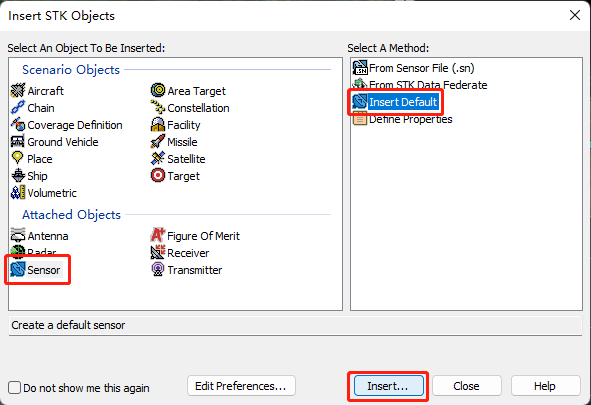 Insert STK Objects
Select An Object To Be Inserted:
Scenario Objects
Aircraft
Area Target
Chain
Constellation
Coverage Definition
Facility
Ground Vehicle
Missile
Place
Satellite
Ship
Target
Volumetric
Attached Objects
Antenna
Figure Of Merit
Radar
Receiver
Sensor
Transmitter
Select A Method:
From Sensor File (.sn)
From STK Data Federate
Insert Default
Define Properties
Create a default sensor
Do not show me this again
Edit Preferences...
Insert...
Close
Help